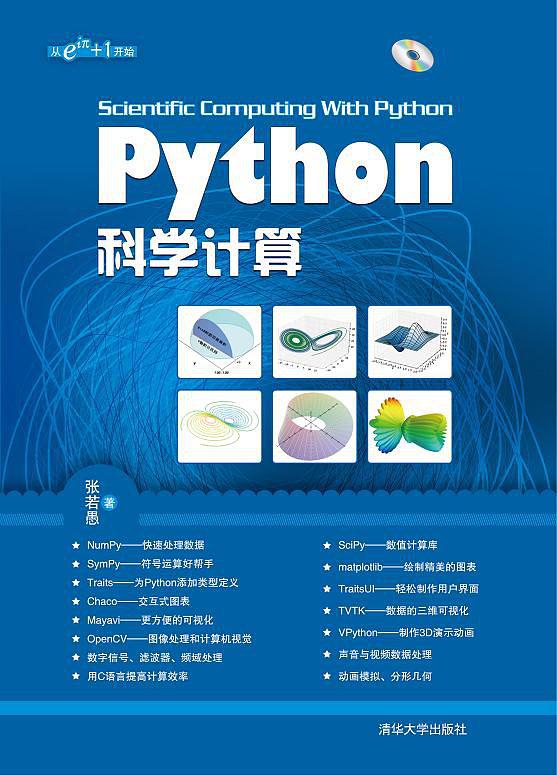 从e^{iπ}+1开始
Scientific Computing With Python
Python
科学计算
张若愚 著
★ NumPy——快速处理数据
★ SymPy——符号运算好帮手
★ Traits——为Python添加类型定义
★ Chaco——交互式图表
★ Mayavi——更方便的可视化
★ OpenCV——图像处理和计算机视觉
★ 数字信号、滤波器、频域处理
★ 用C语言提高计算效率
★ SciPy——数值计算库
★ matplotlib——绘制精美的图表
★ TraitsUI——轻松制作用户界面
★ TVTK——数据的三维可视化
★ VPython——制作3D演示动画
★ 声音与视频数据处理
★ 动画模拟、分形几何
清华大学出版社